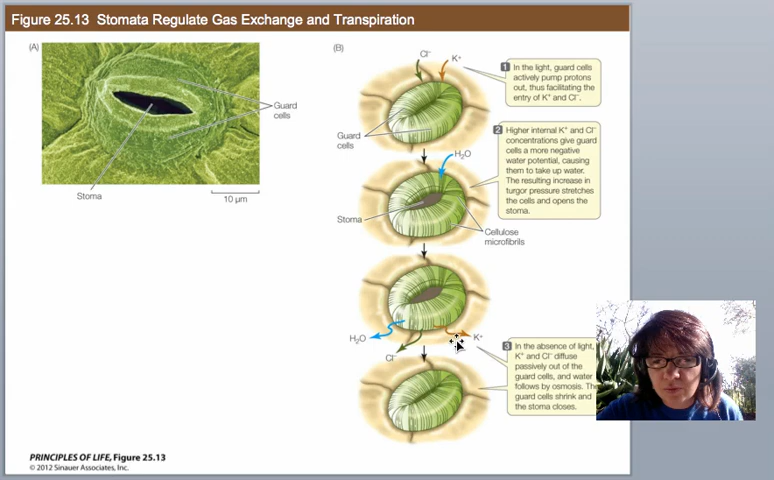 Figure 25.13 Stomata Regulate Gas Exchange and Transpiration
(A)
Guard
cells
Stoma
10 µm
(B)
Cl⁻
K⁺
1 In the light, guard cells
actively pump protons
out, thus facilitating the
entry of K⁺ and Cl⁻.
Guard
cells
H₂O
2 Higher internal K⁺ and Cl⁻
concentrations give guard
cells a more negative
water potential, causing
them to take up water.
The resulting increase in
turgor pressure stretches
the cells and opens the
stoma.
Stoma
Cellulose
microfibrils
H₂O
Cl⁻
K⁺
3 In the absence of light,
K⁺ and Cl⁻ diffuse
passively out of the
guard cells, and water
follows by osmosis. The
guard cells shrink and
the stoma closes.
PRINCIPLES OF LIFE, Figure 25.13
© 2012 Sinauer Associates, Inc.